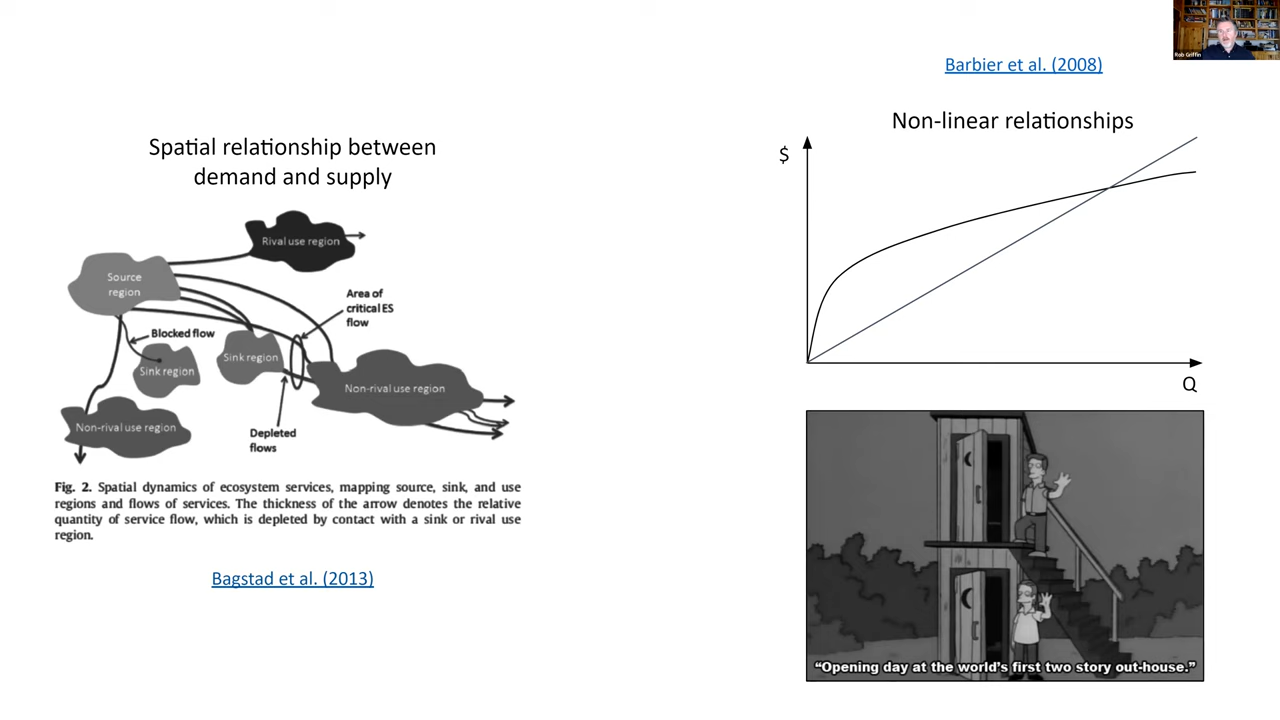 Rob Griffin
Barbier et al. (2008)
Spatial relationship between
demand and supply
Rival use region
Source
region
Area of
critical ES
flow
Blocked flow
Sink region
Sink region
Non-rival use region
Non-rival use region
Depleted
flows
Fig. 2. Spatial dynamics of ecosystem services, mapping source, sink, and use
regions and flows of services. The thickness of the arrow denotes the relative
quantity of service flow, which is depleted by contact with a sink or rival use
region.
Bagstad et al. (2013)
Non-linear relationships
$
Q
“Opening day at the world's first two story out-house.”